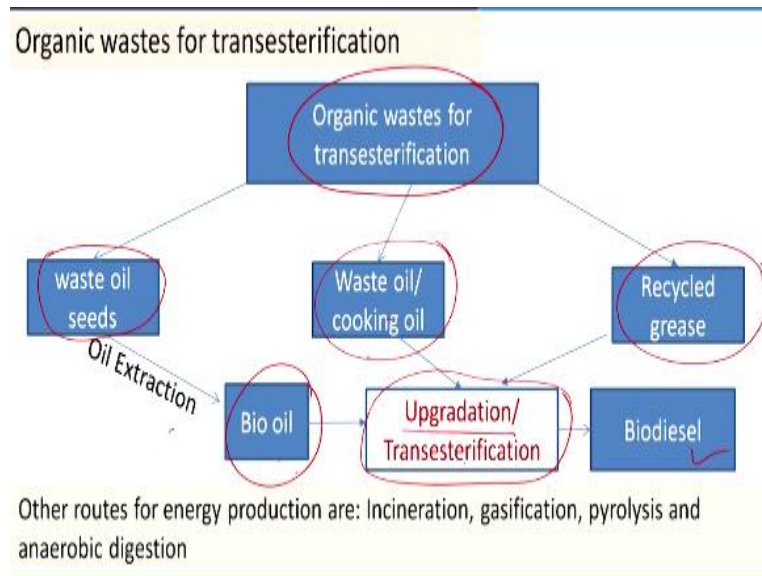 Organic wastes for transesterification
Organic wastes for
transesterification
waste oil
seeds
Waste oil/
cooking oil
Recycled
grease
Oil Extraction
Bio oil
Upgradation/
Transesterification
Biodiesel
Other routes for energy production are: Incineration, gasification, pyrolysis and
anaerobic digestion